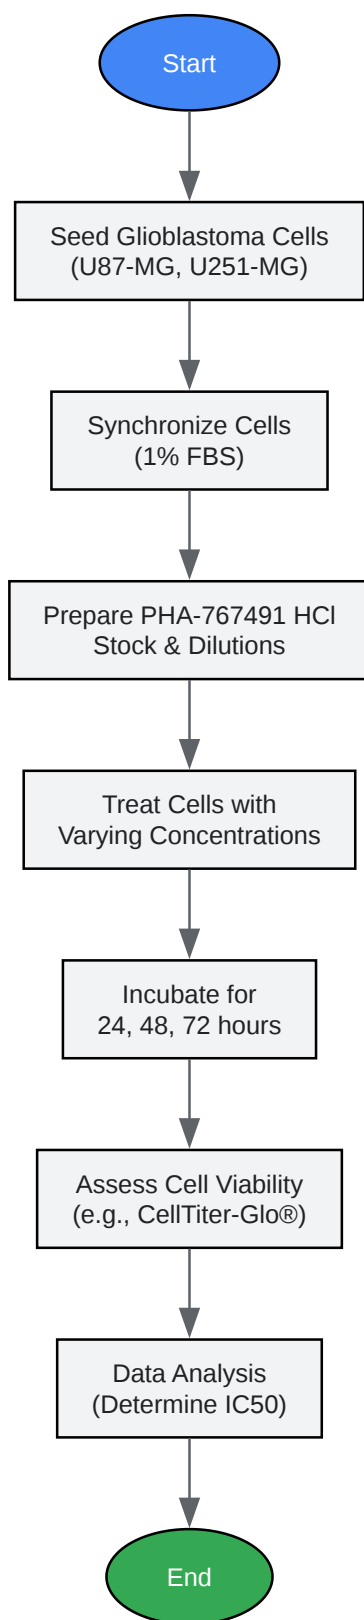 Start
Seed Glioblastoma Cells
(U87-MG, U251-MG)
Synchronize Cells
(1% FBS)
Prepare PHA-767491 HCl
Stock & Dilutions
Treat Cells with
Varying Concentrations
Incubate for
24, 48, 72 hours
Assess Cell Viability
(e.g., CellTiter-Glo®)
Data Analysis
(Determine IC50)
End